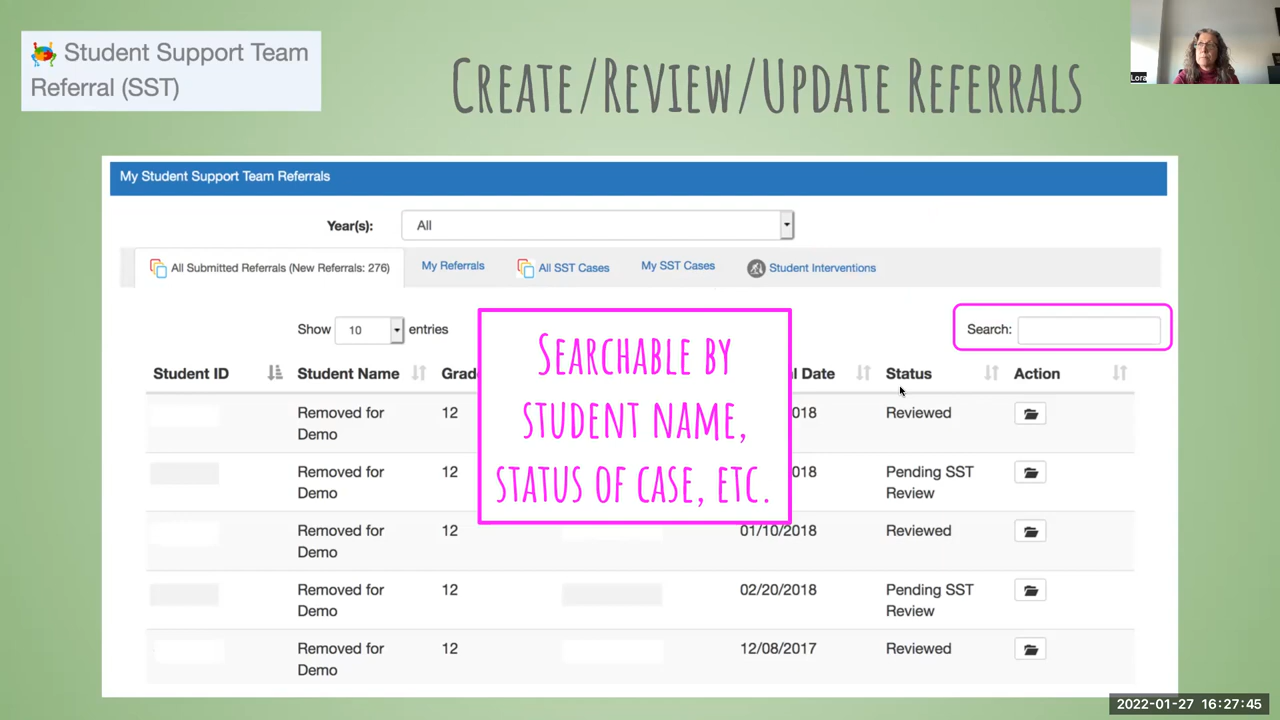 Student Support Team
Referral (SST)
Create/Review/Update Referrals
Lora
My Student Support Team Referrals
Year(s): All
All Submitted Referrals (New Referrals: 276) My Referrals All SST Cases My SST Cases Student Interventions
Show 10 entries Search:
Searchable by
student name,
status of case, etc.
Student ID Student Name Grad l Date Status Action
Removed for 12 018 Reviewed
Demo
Removed for 12 018 Pending SST
Demo Review
Removed for 12 01/10/2018 Reviewed
Demo
Removed for 12 02/20/2018 Pending SST
Demo Review
Removed for 12 12/08/2017 Reviewed
Demo
2022-01-27 16:27:45